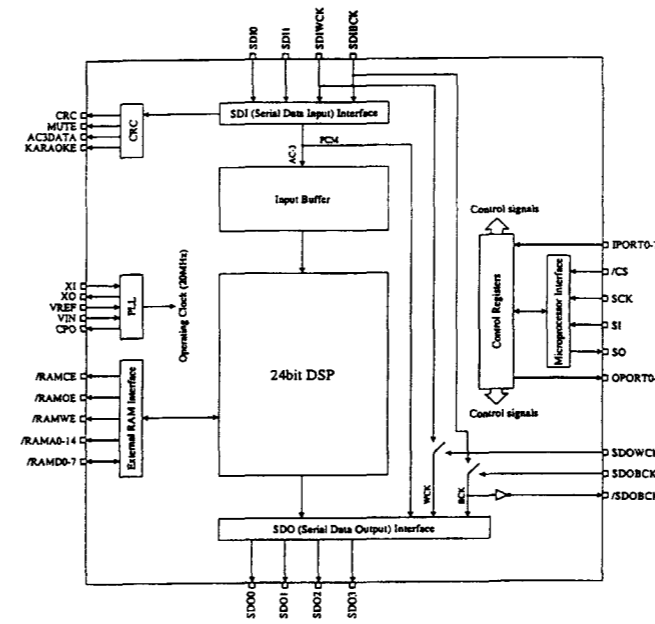 SDI0
SDI1
SDIWCK
SDIBCK
SDI (Serial Data Input) Interface
CRC
MUTE
AC3DATA
KARAOKE
CRC
AC-3
PCM
Input Buffer
Control signals
Control Registers
Microprocessor Interface
IPORT0-7
/CS
SCK
SI
SO
OPORT0-
Control signals
XI
XO
VREF
VIN
CPO
PLL
Operating Clock (20MHz)
24bit DSP
/RAMCE
/RAMOE
/RAMWE
/RAMA0-14
/RAMD0-7
External RAM Interface
SDOWCK
SDOBCK
/SDOBCK
WCK
BCK
SDO (Serial Data Output) Interface
SDO0
SDO1
SDO2
SDO3